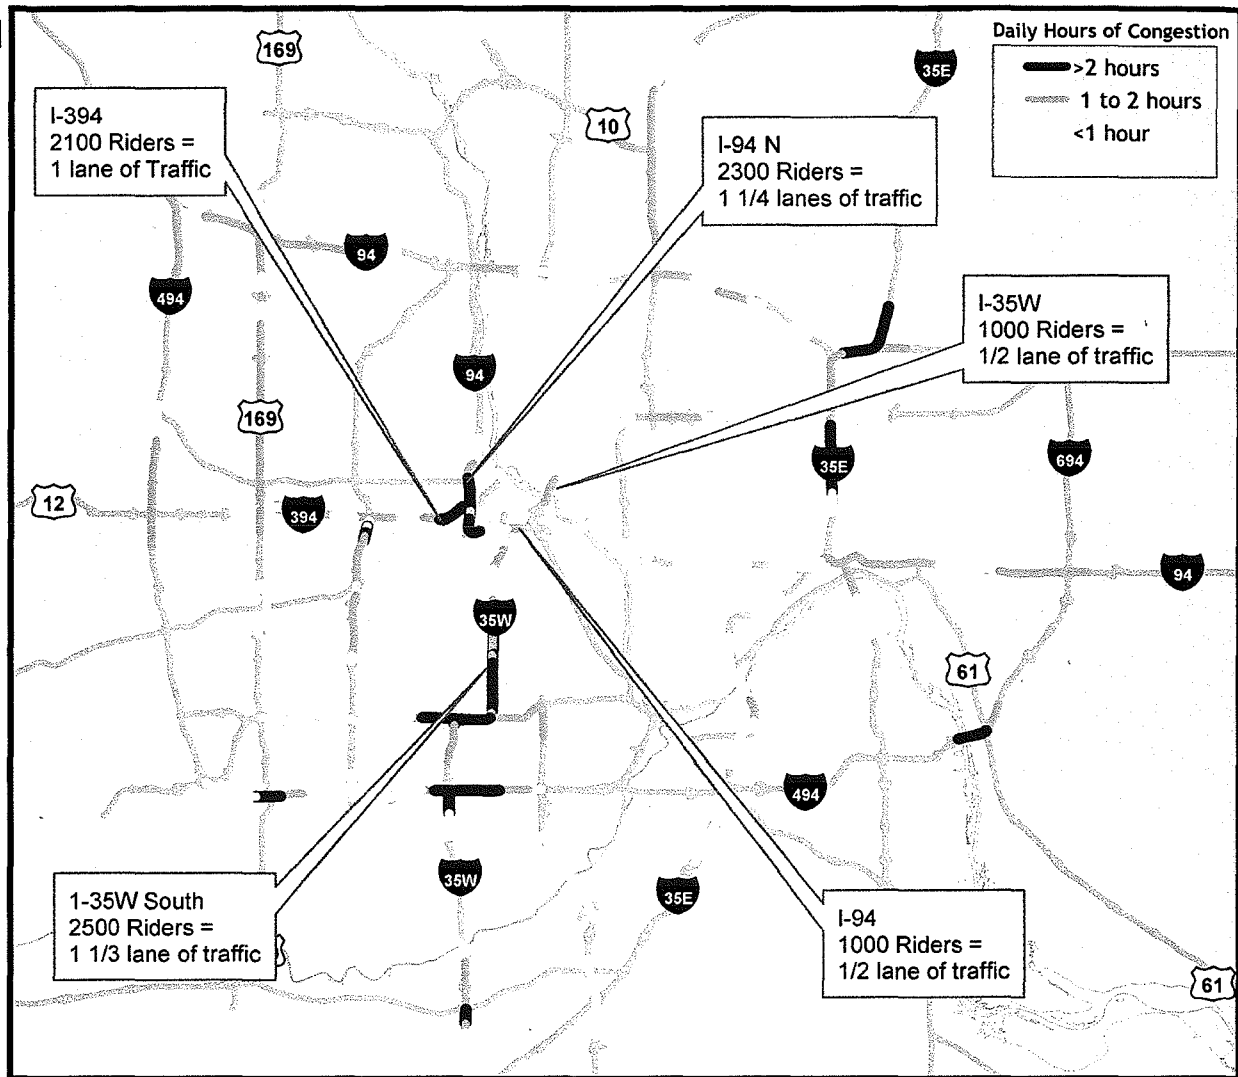 169
35E
Daily Hours of Congestion
>2 hours
1 to 2 hours
<1 hour
I-394
2100 Riders =
1 lane of Traffic
10
I-94 N
2300 Riders =
1 1/4 lanes of traffic
94
494
I-35W
1000 Riders =
1/2 lane of traffic
94
169
35E
694
12
394
94
35W
61
494
35W
35E
1-35W South
2500 Riders =
1 1/3 lane of traffic
I-94
1000 Riders =
1/2 lane of traffic
61